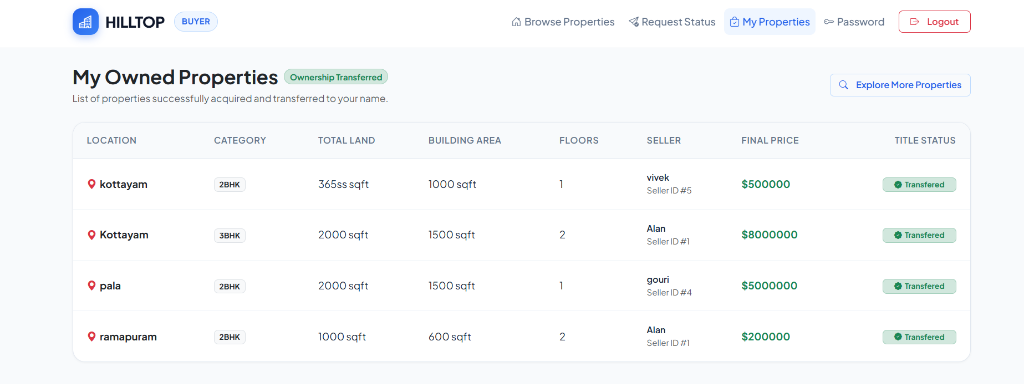 HILLTOP BUYER Browse Properties Request Status My Properties Password Logout
My Owned Properties Ownership Transferred
List of properties successfully acquired and transferred to your name.
Explore More Properties
LOCATION CATEGORY TOTAL LAND BUILDING AREA FLOORS SELLER FINAL PRICE TITLE STATUS
kottayam 2BHK 365ss sqft 1000 sqft 1 vivek $500000 Transfered
Seller ID #5
Kottayam 3BHK 2000 sqft 1500 sqft 2 Alan $8000000 Transfered
Seller ID #1
pala 2BHK 2000 sqft 1500 sqft 1 gouri $5000000 Transfered
Seller ID #4
ramapuram 2BHK 1000 sqft 600 sqft 2 Alan $200000 Transfered
Seller ID #1